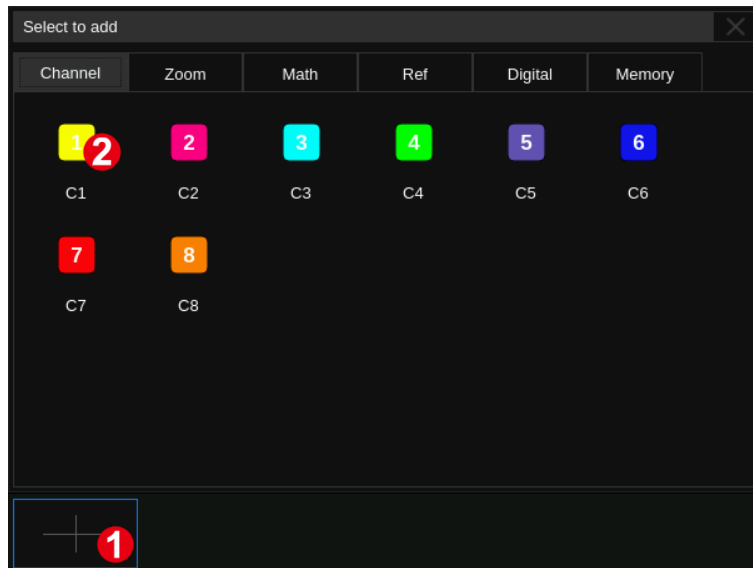 Select to add
Channel Zoom Math Ref Digital Memory
1 2 2 3 4 5 6
C1 C2 C3 C4 C5 C6
7 8
C7 C8
1